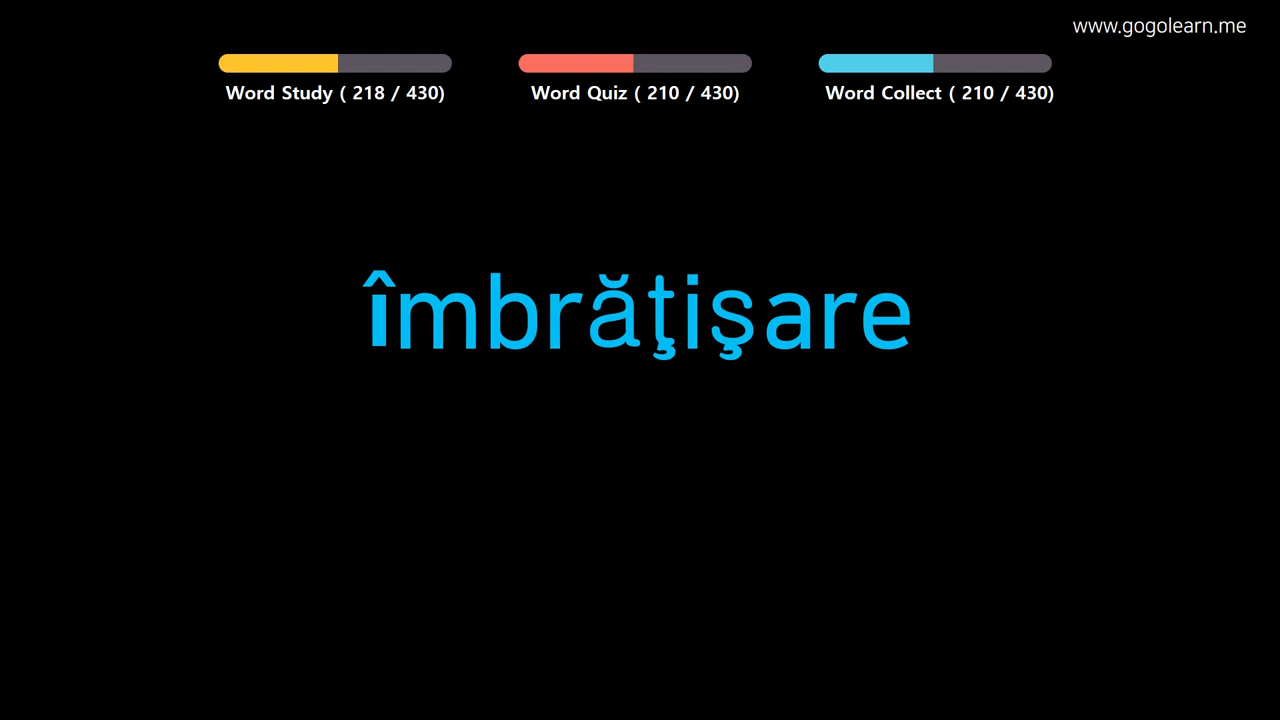 www.gogolearn.me
Word Study ( 218 / 430)
Word Quiz ( 210 / 430)
Word Collect ( 210 / 430)
îmbrăţişare